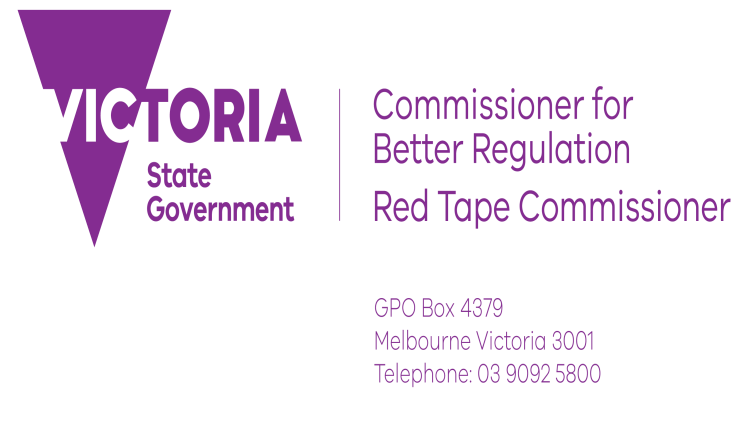 VICTORIA
State
Government
Commissioner for
Better Regulation
Red Tape Commissioner
GPO Box 4379
Melbourne Victoria 3001
Telephone: 03 9092 5800